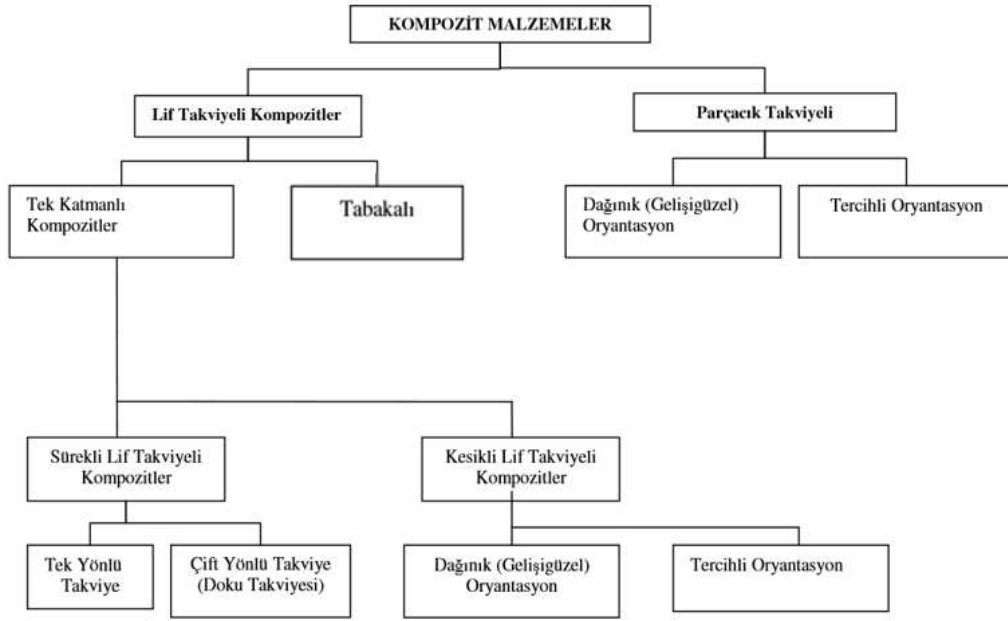 KOMPOZİT MALZEMELER
Lif Takviyeli Kompozitler
Parçacık Takviyeli
Tek Katmanlı
Kompozitler
Tabakalı
Dağınık (Gelişigüzel)
Oryantasyon
Tercihli Oryantasyon
Sürekli Lif Takviyeli
Kompozitler
Kesikli Lif Takviyeli
Kompozitler
Tek Yönlü
Takviye
Çift Yönlü Takviye
(Doku Takviyesi)
Dağınık (Gelişigüzel)
Oryantasyon
Tercihli Oryantasyon